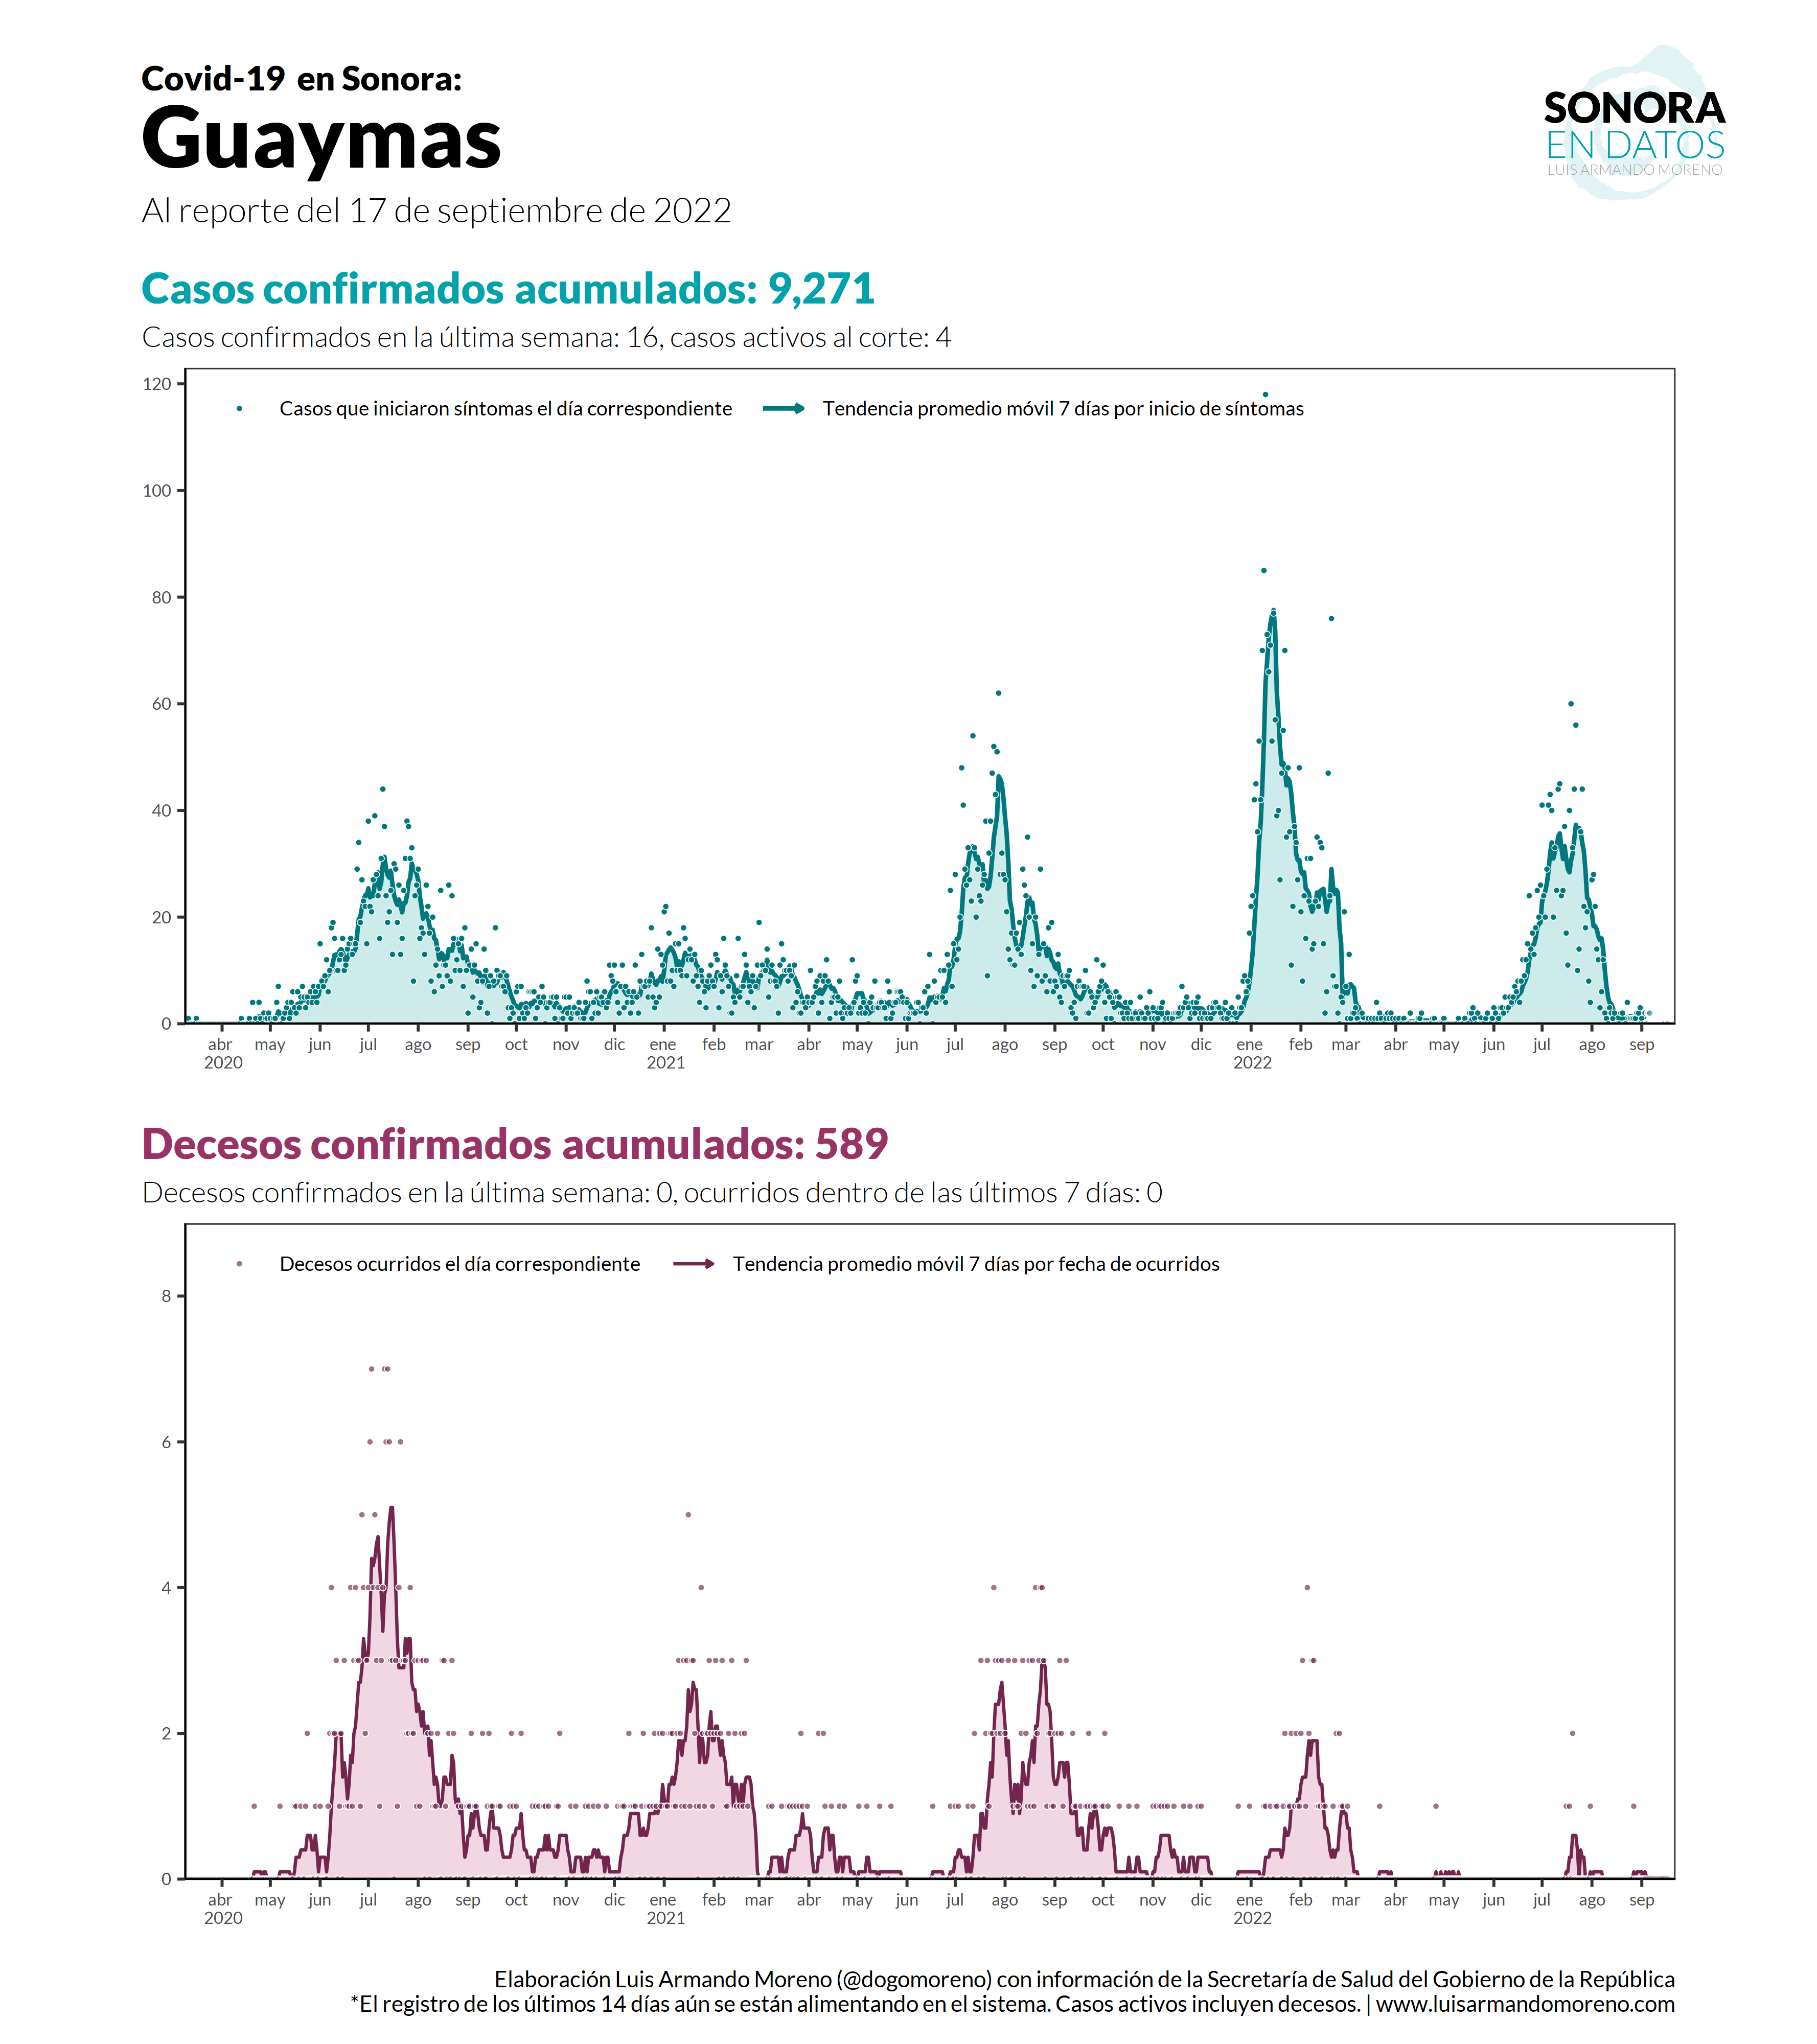 Covid-19 en Sonora:
Guaymas
Al reporte del 17 de septiembre de 2022
SONORA
EN DATOS
LUIS ARMANDO MORENO
Casos confirmados acumulados: 9,271
Casos confirmados en la última semana: 16, casos activos al corte: 4
Casos que iniciaron síntomas el día correspondiente Tendencia promedio móvil 7 días por inicio de síntomas
120
100
80
60
40
20
0
abr may jun jul ago sep oct nov dic ene feb mar abr may jun jul ago sep oct nov dic ene feb mar abr may jun jul ago sep
2020 2021 2022
Decesos confirmados acumulados: 589
Decesos confirmados en la última semana: 0, ocurridos dentro de las últimos 7 días: 0
Decesos ocurridos el día correspondiente Tendencia promedio móvil 7 días por fecha de ocurridos
8
6
4
2
0
abr may jun jul ago sep oct nov dic ene feb mar abr may jun jul ago sep oct nov dic ene feb mar abr may jun jul ago sep
2020 2021 2022
Elaboración Luis Armando Moreno (@dogomoreno) con información de la Secretaría de Salud del Gobierno de la República
*El registro de los últimos 14 días aún se están alimentando en el sistema. Casos activos incluyen decesos. | www.luisarmandomoreno.com